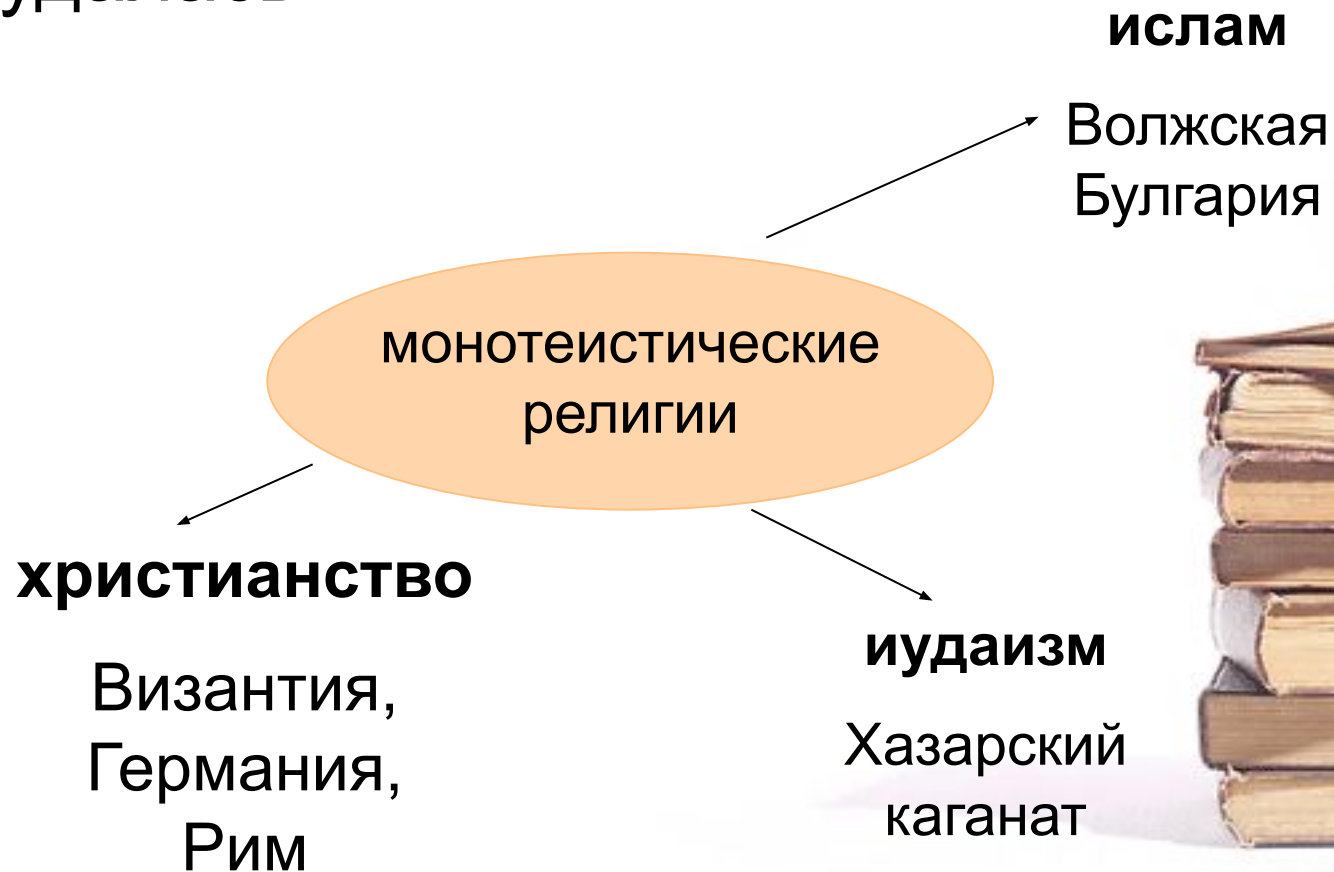 ислам
Волжская
Булгария
монотеистические
религии
христианство
Византия,
Германия,
Рим
иудаизм
Хазарский
каганат